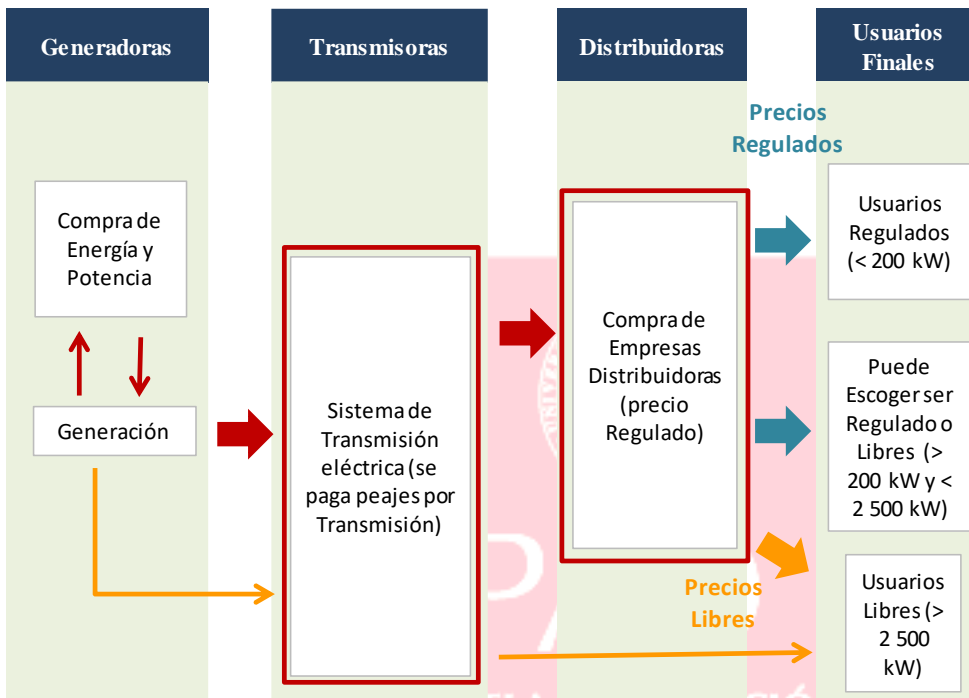 Generadoras
Transmisoras
Distribuidoras
Usuarios
Finales
Precios
Regulados
Compra de
Energía y
Potencia
Generación
Sistema de
Transmisión
eléctrica (se
paga peajes por
Transmisión)
Compra de
Empresas
Distribuidoras
(precio
Regulado)
Usuarios
Regulados
(< 200 kW)
Puede
Escoger ser
Regulado o
Libres (>
200 kW y <
2 500 kW)
Precios
Libres
Usuarios
Libres (>
2 500
kW)